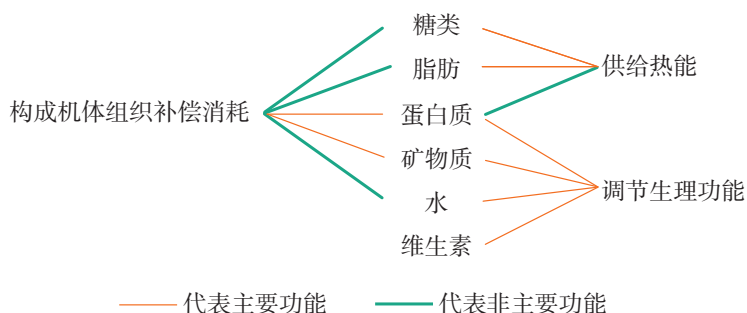 糖类
脂肪
供给热能
构成机体组织补偿消耗
蛋白质
矿物质
调节生理功能
水
维生素
代表主要功能
代表非主要功能